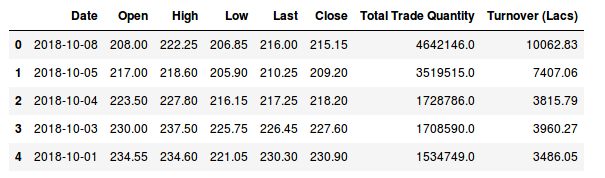 Date Open High Low Last Close Total Trade Quantity Turnover (Lacs)
0 2018-10-08 208.00 222.25 206.85 216.00 215.15 4642146.0 10062.83
1 2018-10-05 217.00 218.60 205.90 210.25 209.20 3519515.0 7407.06
2 2018-10-04 223.50 227.80 216.15 217.25 218.20 1728786.0 3815.79
3 2018-10-03 230.00 237.50 225.75 226.45 227.60 1708590.0 3960.27
4 2018-10-01 234.55 234.60 221.05 230.30 230.90 1534749.0 3486.05